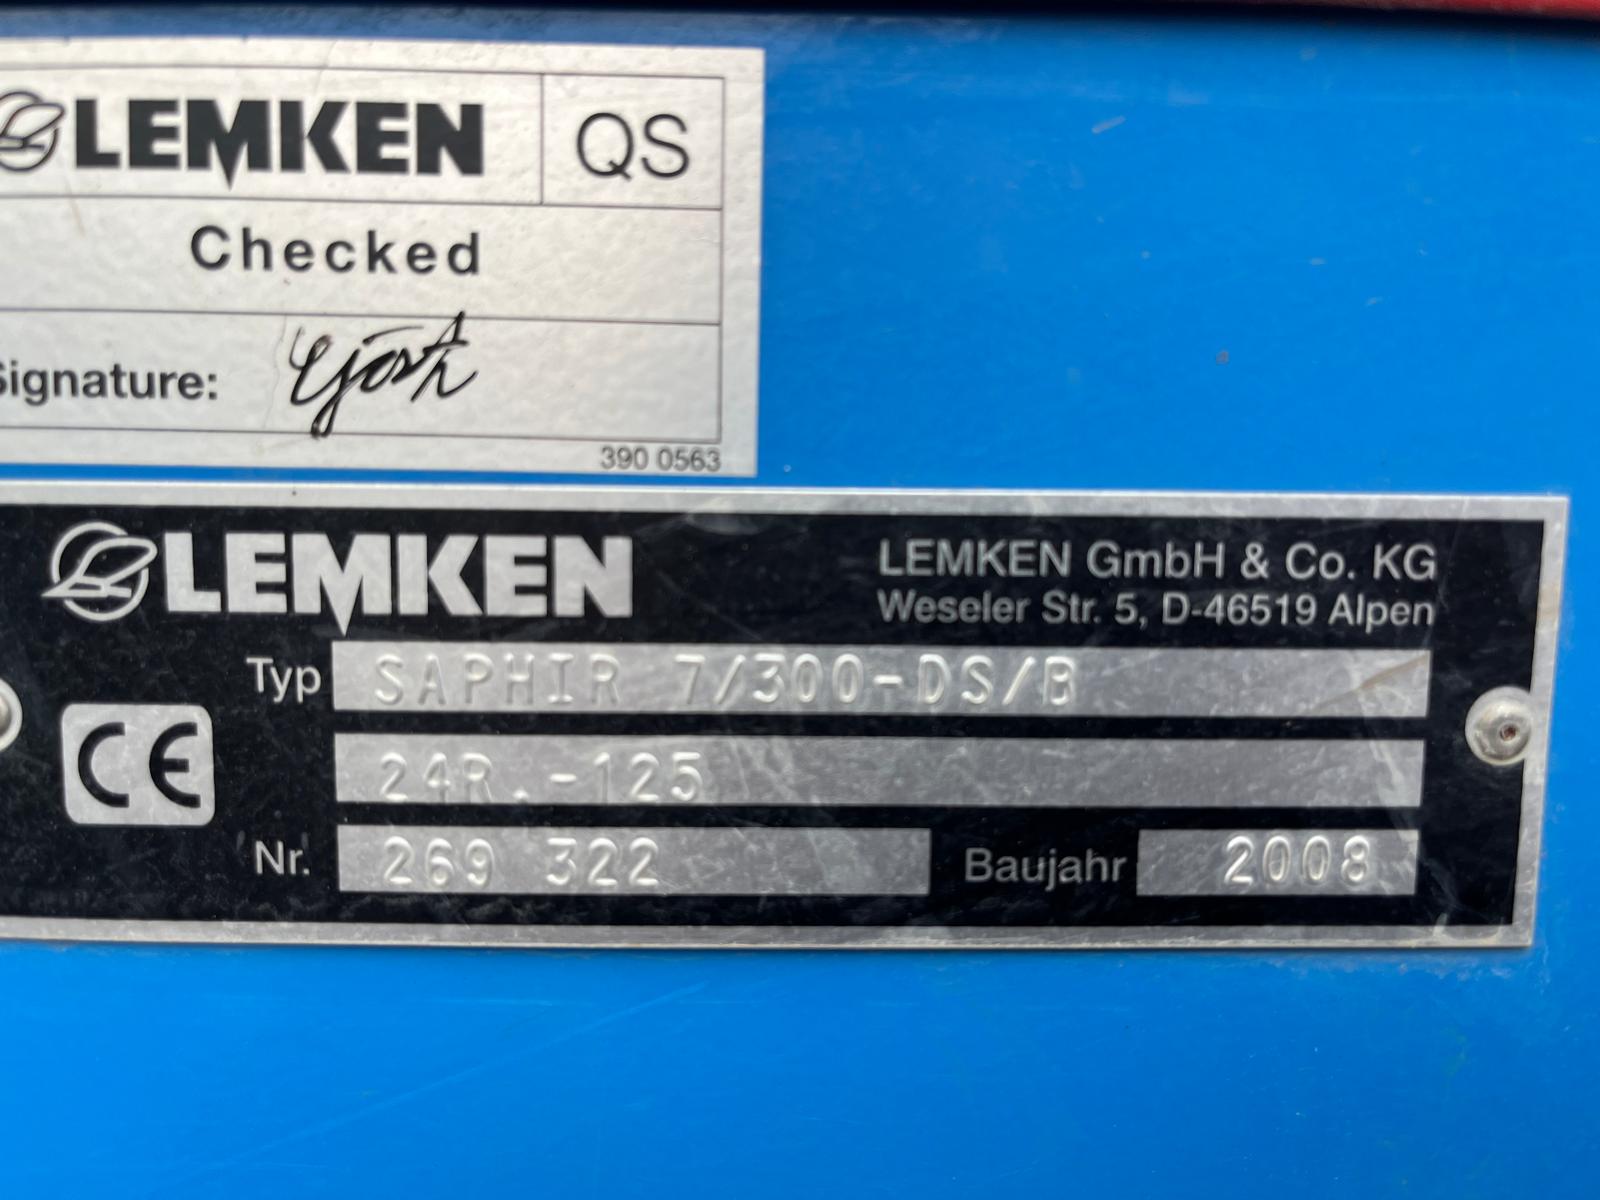 LEMKEN QS
Checked
Signature:
390 0563
LEMKEN
LEMKEN GmbH & Co. KG
Weseler Str. 5, D-46519 Alpen
Typ SAPHIR 7/300-DS/B
CE 24R.-125
Nr. 269 322 Baujahr 2008